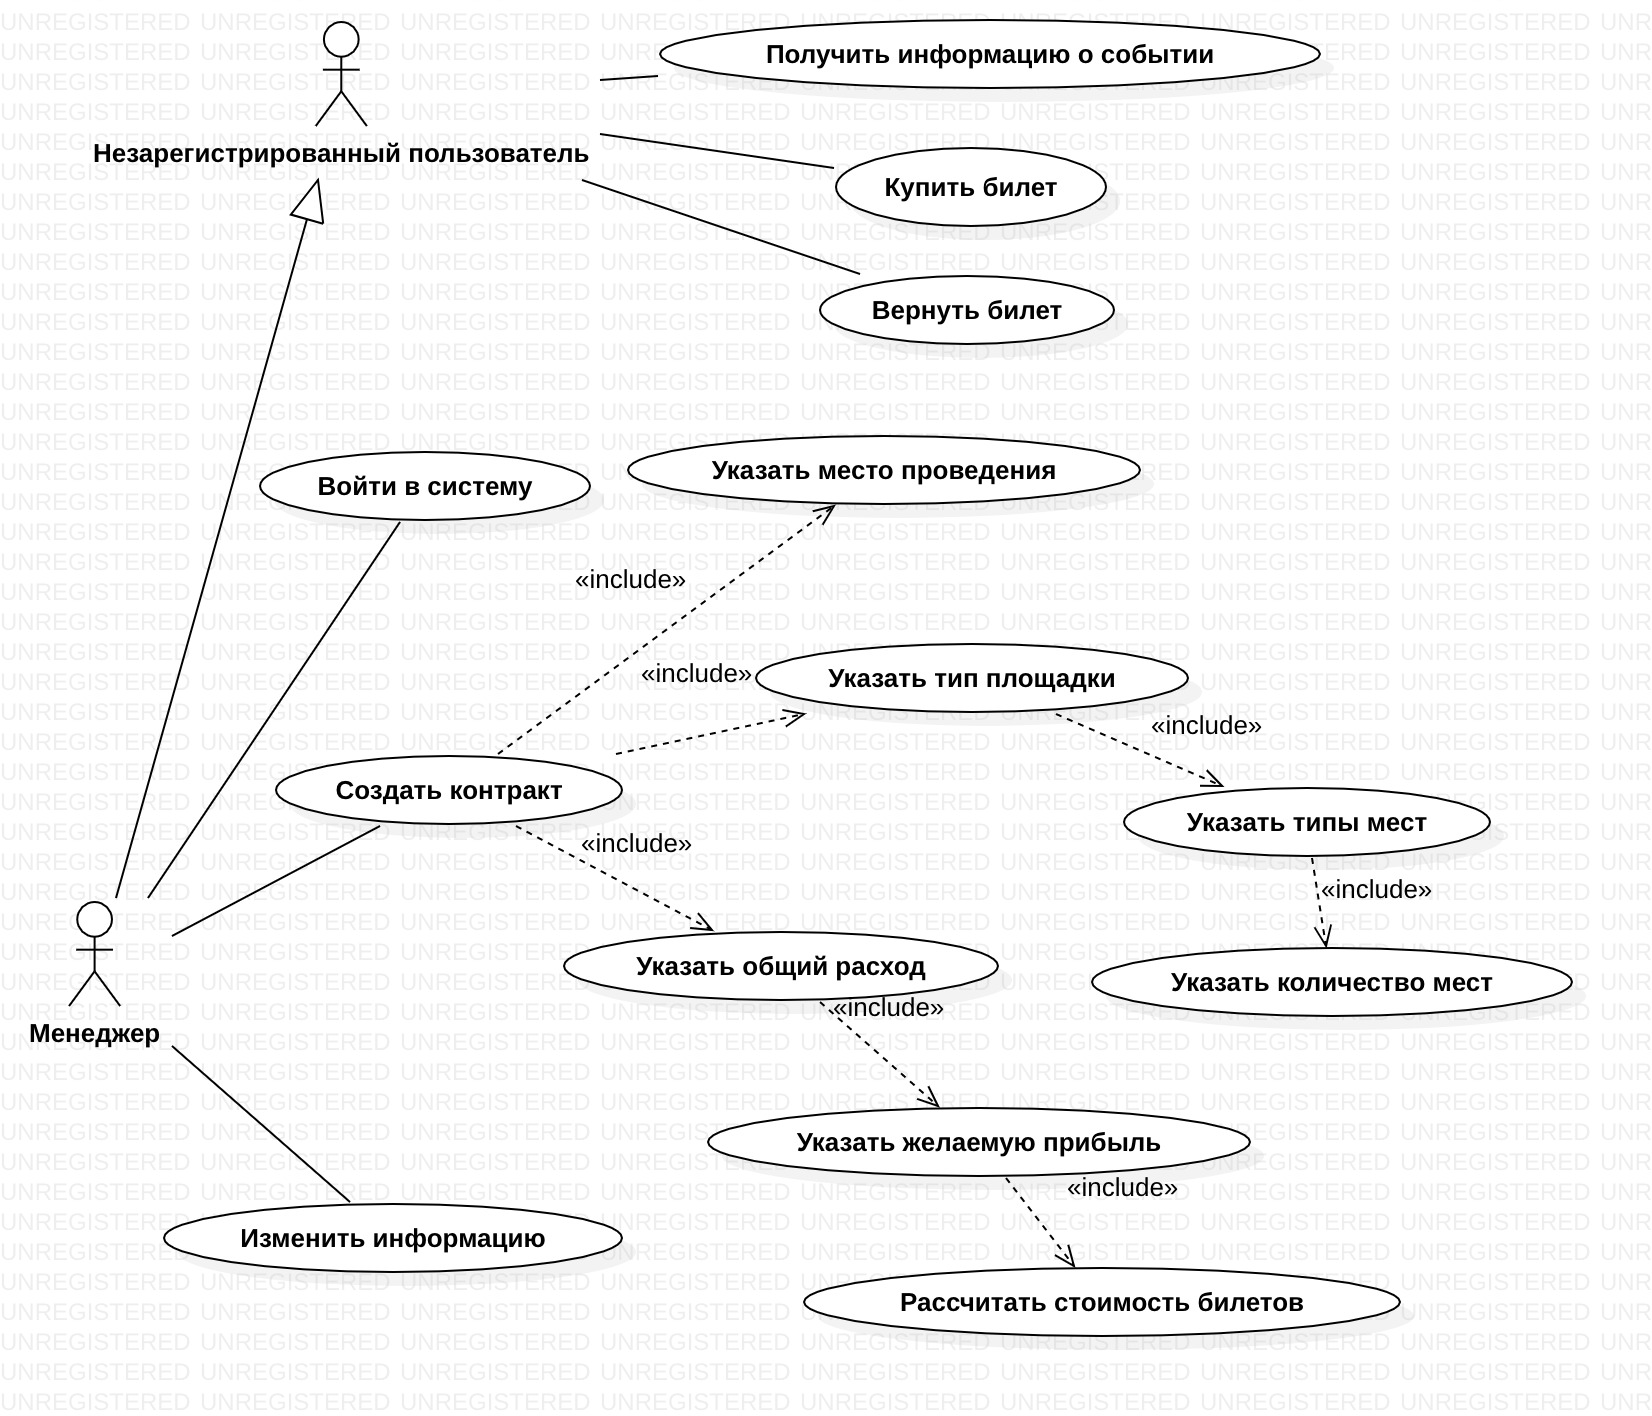 Получить информацию о событии
Незарегистрированный пользователь
Купить билет
Вернуть билет
Указать место проведения
Войти в систему
«include»
«include»
Указать тип площадки
«include»
Создать контракт
Указать типы мест
«include»
«include»
Указать общий расход
Указать количество мест
«include»
Менеджер
Указать желаемую прибыль
«include»
Изменить информацию
Рассчитать стоимость билетов
UNREGISTERED